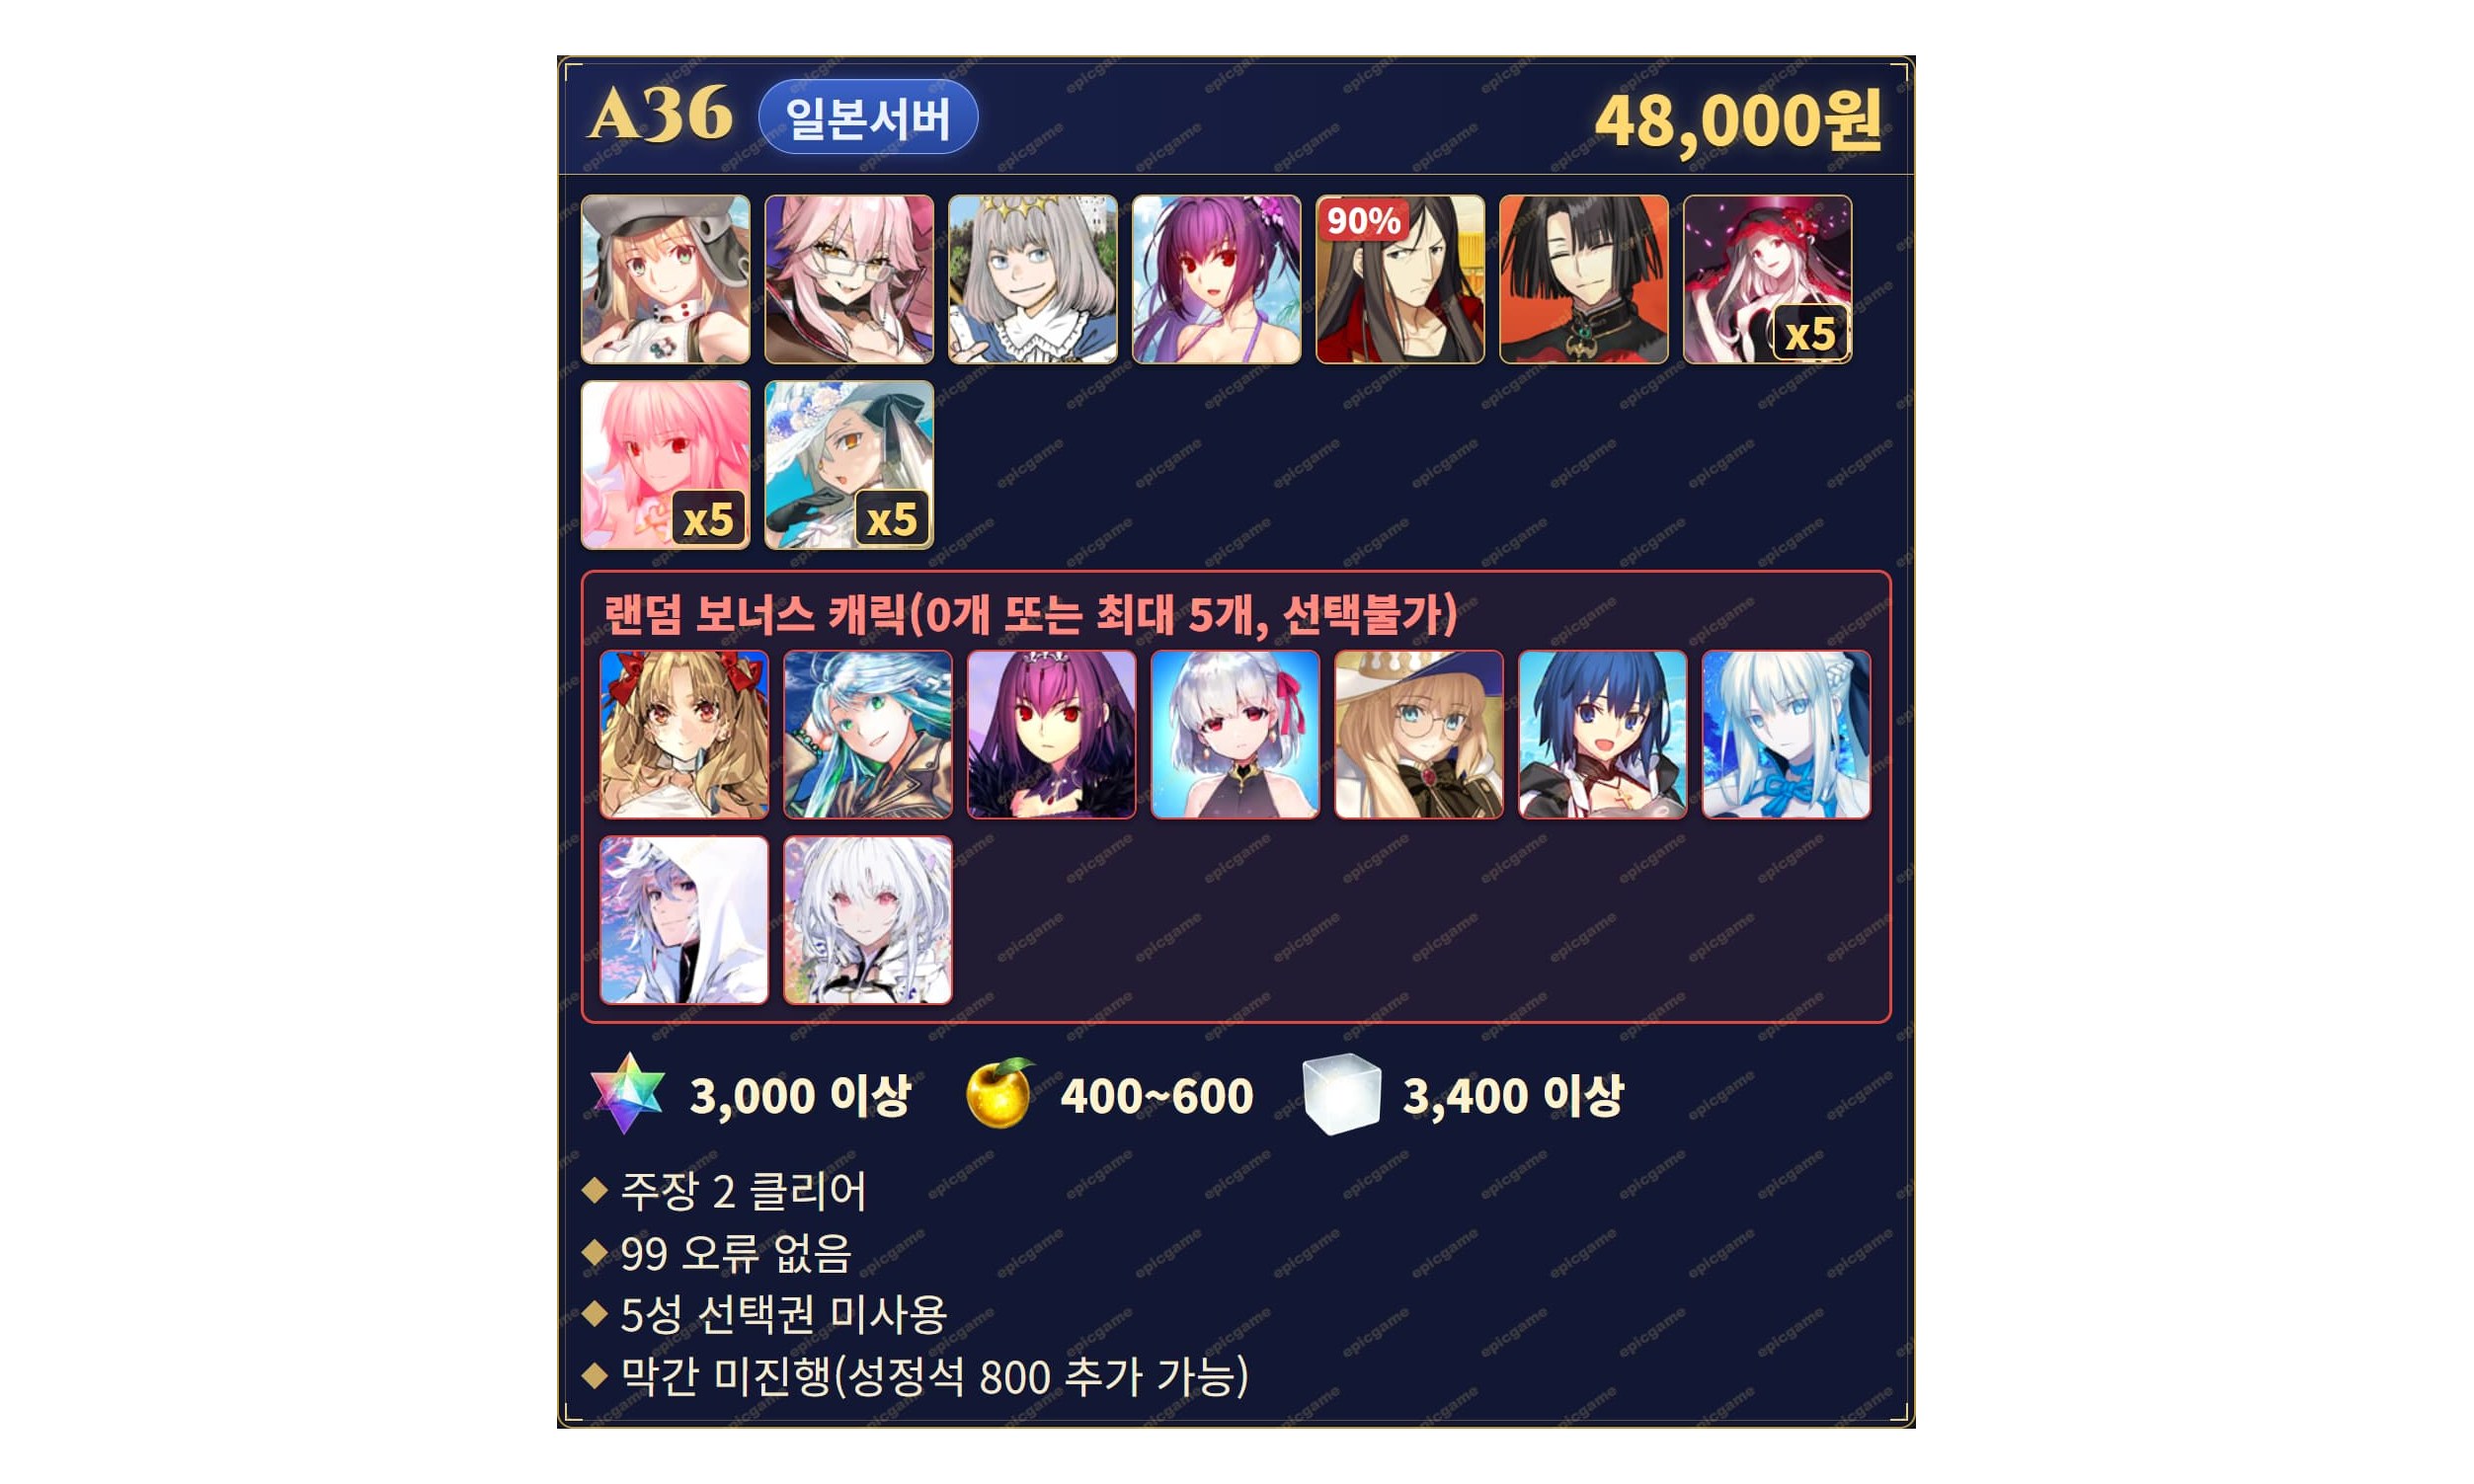 A36 일본서버 48,000원
90%
x5
x5 x5
랜덤 보너스 캐릭(0개 또는 최대 5개, 선택불가)
3,000 이상 400~600 3,400 이상
주장 2 클리어
99 오류 없음
5성 선택권 미사용
막간 미진행(성정석 800 추가 가능)
epicgame